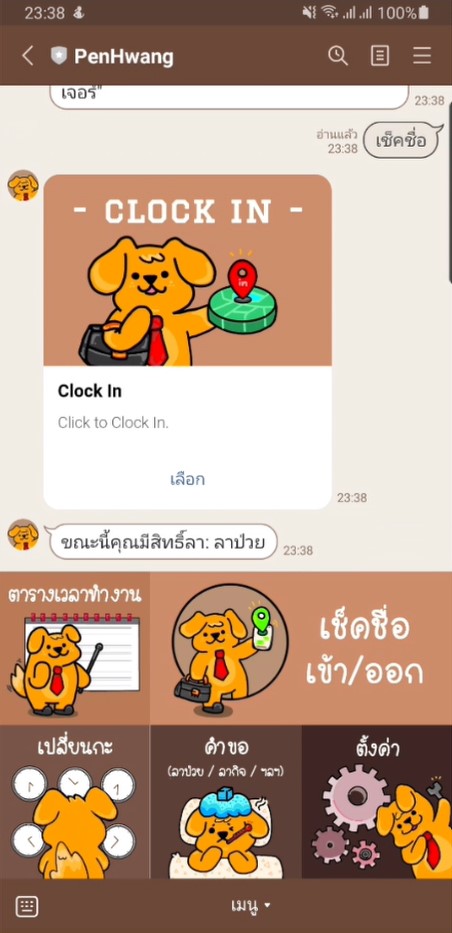 23:38
100%
PenHwang
เจอร์"
23:38
อ่านแล้ว
23:38
เช็คชื่อ
- CLOCK IN -
Clock In
Click to Clock In.
เลือก
23:38
ขณะนี้คุณมีสิทธิ์ลา: ลาป่วย
23:38
ตารางเวลาทำงาน
เช็คชื่อ
เข้า/ออก
เปลี่ยนกะ
คำขอ
(ลาป่วย / ลากิจ / ฯลฯ)
ตั้งค่า
เมนู